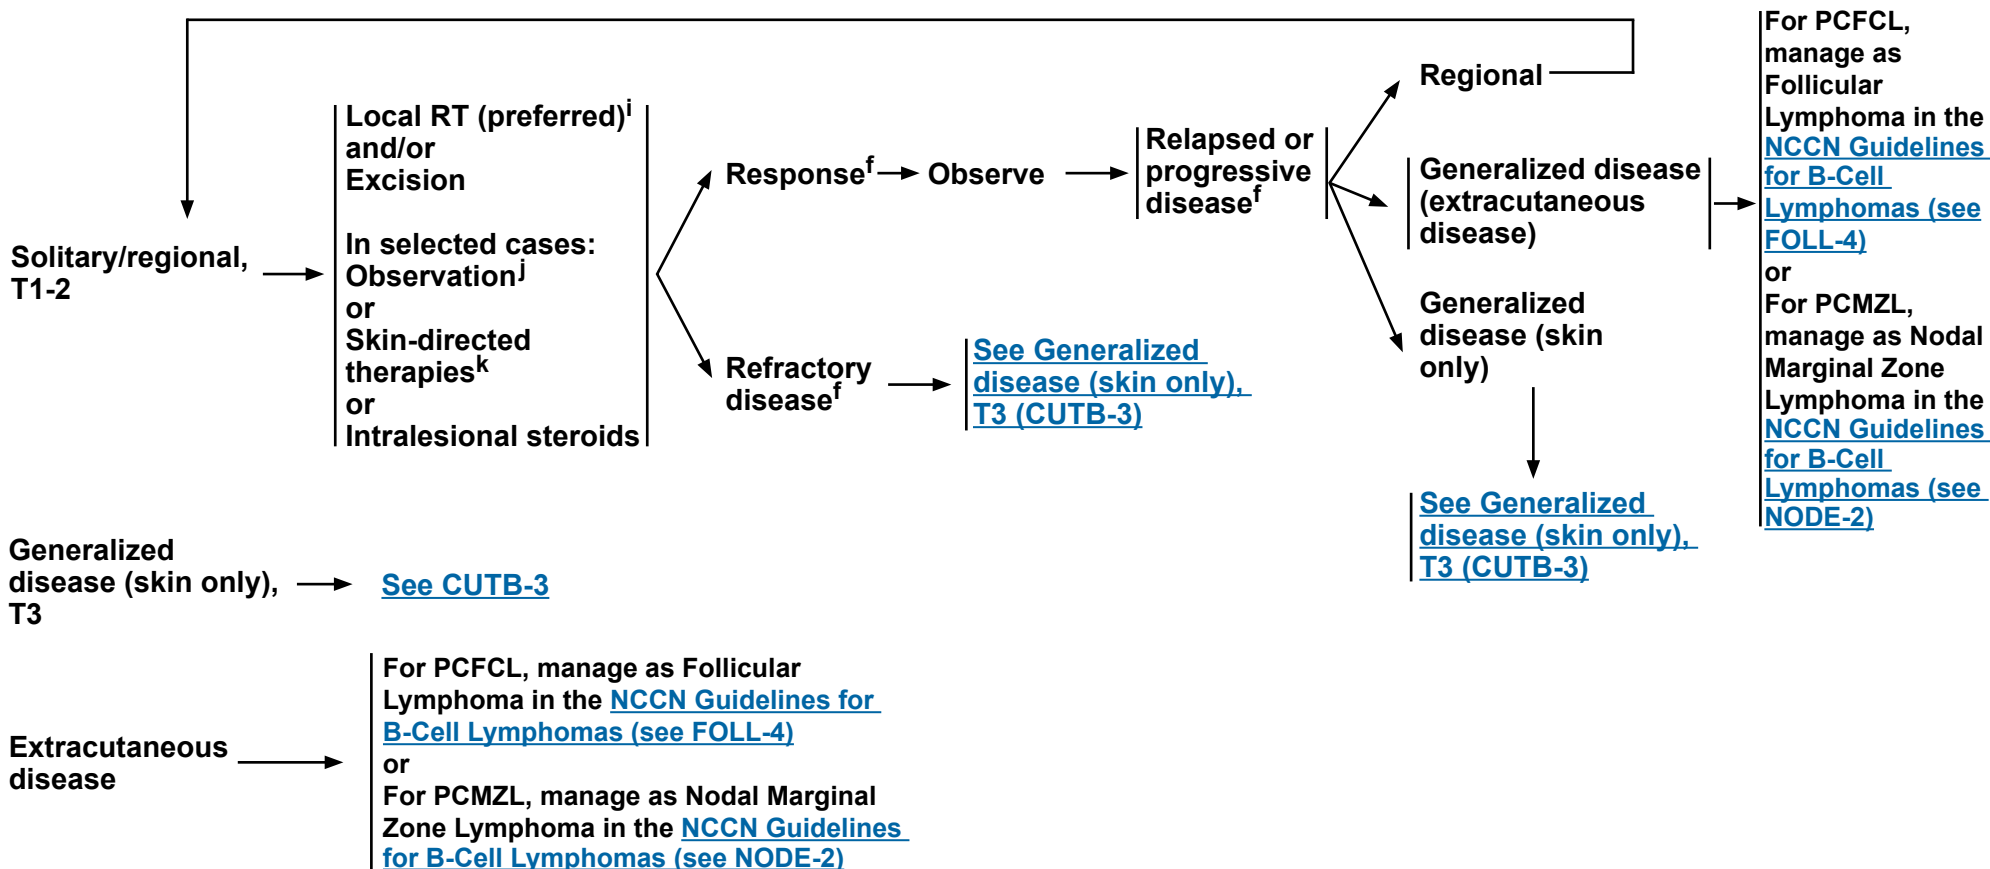 Solitary/regional,
T1-2
Local RT (preferred)i
and/or
Excision
In selected cases:
Observationj
or
Skin-directed
therapiesk
or
Intralesional steroids
Responsef
Observe
Relapsed or
progressive
diseasef
Regional
Generalized disease
(extracutaneous
disease)
For PCFCL,
manage as
Follicular
Lymphoma in the
NCCN Guidelines
for B-Cell
Lymphomas (see
FOLL-4)
or
For PCMZL,
manage as Nodal
Marginal Zone
Lymphoma in the
NCCN Guidelines
for B-Cell
Lymphomas (see
NODE-2)
Generalized
disease (skin
only)
See Generalized
disease (skin only),
T3 (CUTB-3)
Refractory
diseasef
See Generalized
disease (skin only),
T3 (CUTB-3)
Generalized
disease (skin only),
T3
See CUTB-3
Extracutaneous
disease
For PCFCL, manage as Follicular
Lymphoma in the NCCN Guidelines for
B-Cell Lymphomas (see FOLL-4)
or
For PCMZL, manage as Nodal Marginal
Zone Lymphoma in the NCCN Guidelines
for B-Cell Lymphomas (see NODE-2)